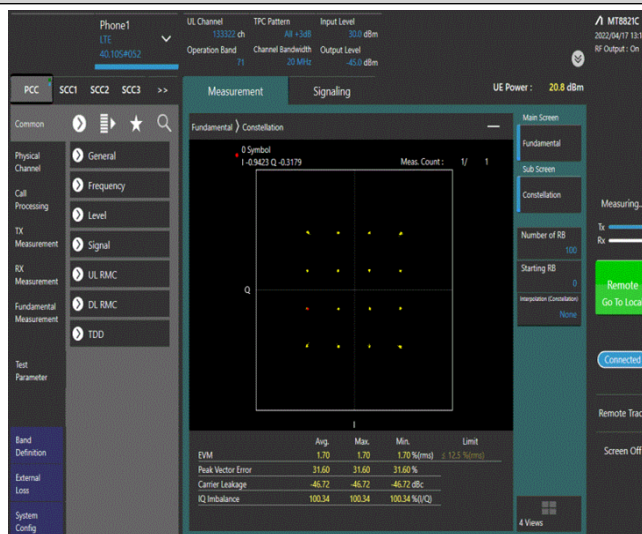 Phone1
LTE
40.10S#052
UL Channel
133322 ch
TPC Pattern
All +3dB
Input Level
30.0 dBm
Operation Band
71
Channel Bandwidth
20 MHz
Output Level
-45.0 dBm
MT8821C
2022/04/17 13:1
RF Output : On
PCC SCC1 SCC2 SCC3 >>
Measurement Signaling
UE Power : 20.8 dBm
Common
Physical
Channel
Call
Processing
TX
Measurement
RX
Measurement
Fundamental
Measurement
Test
Parameter
Band
Definition
External
Loss
System
Config
General
Frequency
Level
Signal
UL RMC
DL RMC
TDD
Fundamental > Constellation
0 Symbol
I -0.9423 Q -0.3179
Meas. Count : 1/ 1
Q
I
Avg. Max. Min. Limit
EVM 1.70 1.70 1.70 %(rms) ≤ 12.5 %(rms)
Peak Vector Error 31.60 31.60 31.60 %
Carrier Leakage -46.72 -46.72 -46.72 dBc
IQ Imbalance 100.34 100.34 100.34 %(I/Q)
Main Screen
Fundamental
Sub Screen
Constellation
Number of RB
100
Starting RB
0
Interpolation (Constellation)
None
4 Views
Measuring..
Tx
Rx
Remote
Go To Loca
Connected
Remote Trac
Screen Off